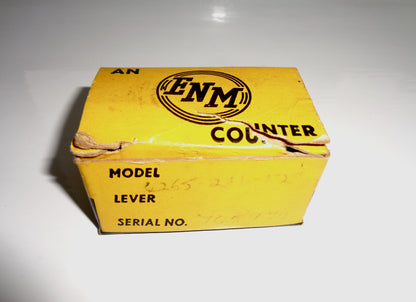 AN
ENM
COUNTER
MODEL
LEVER
SERIAL NO.